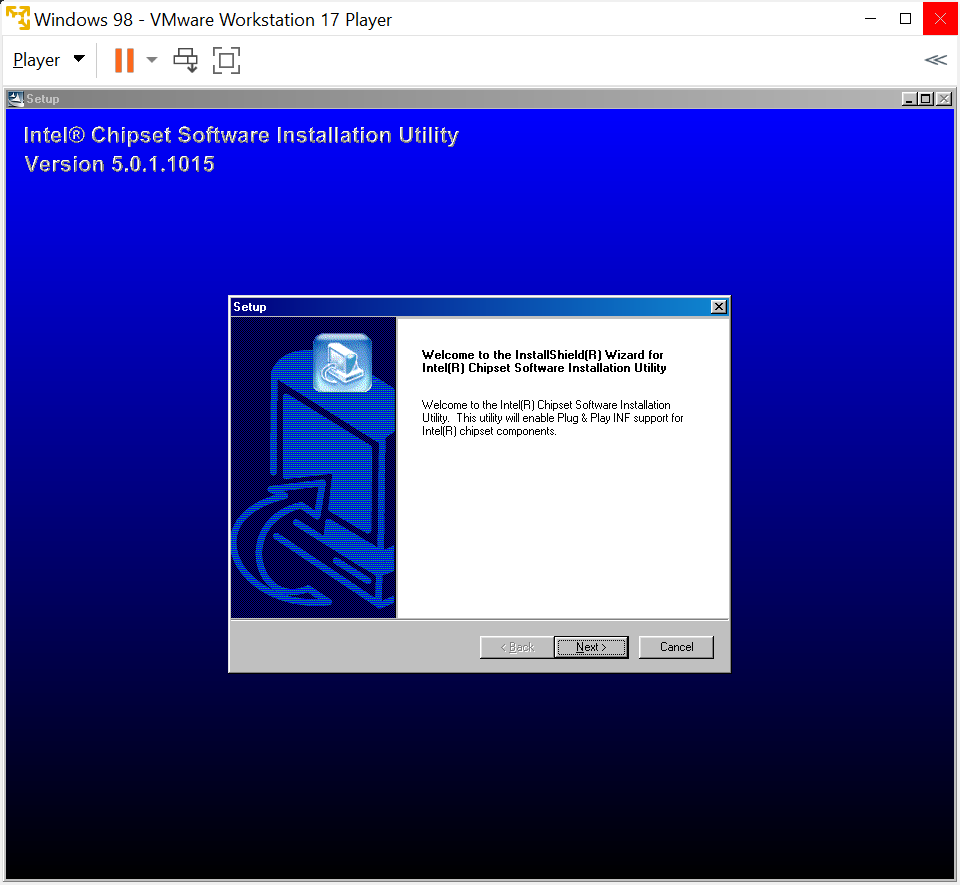 Windows 98 - VMware Workstation 17 Player
Player
Setup
Intel® Chipset Software Installation Utility
Version 5.0.1.1015
Setup
Welcome to the InstallShield(R) Wizard for
Intel(R) Chipset Software Installation Utility
Welcome to the Intel(R) Chipset Software Installation
Utility.  This utility will enable Plug & Play INF support for
Intel(R) chipset components.
< Back
Next >
Cancel